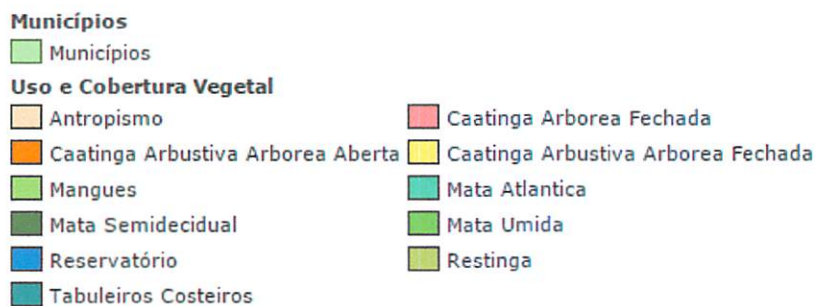 Municípios
Municípios
Uso e Cobertura Vegetal
Antropismo Caatinga Arborea Fechada
Caatinga Arbustiva Arborea Aberta Caatinga Arbustiva Arborea Fechada
Mangues Mata Atlantica
Mata Semidecidual Mata Umida
Reservatório Restinga
Tabuleiros Costeiros